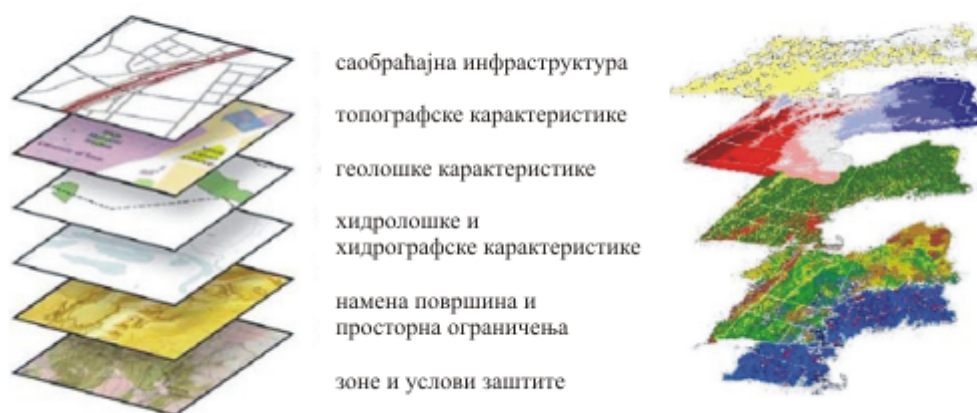 саобраћајна инфраструктура
топографске карактеристике
геолошке карактеристике
хидролошке и
хидрографске карактеристике
намена површина и
просторна ограничења
зоне и услови заштите